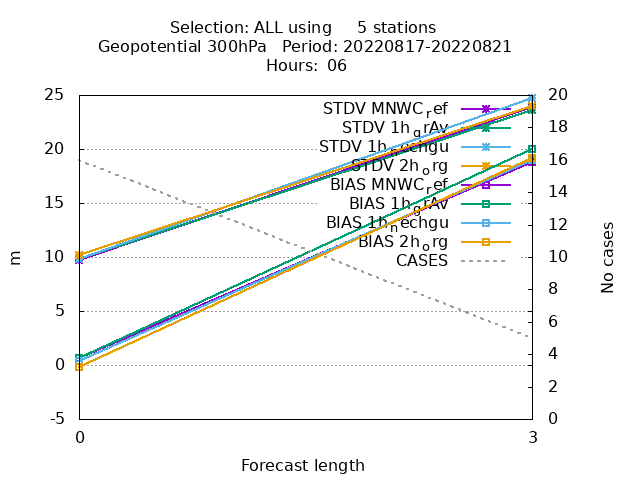 Selection: ALL using     5 stations
Geopotential 300hPa   Period: 20220817-20220821
Hours: 06
25
20
15
10
5
0
-5
m
20
18
16
14
12
10
8
6
4
2
0
No cases
STDV MNWC_ref
STDV 1h_grAv
STDV 1h_nechgu
STDV 2h_org
BIAS MNWC_ref
BIAS 1h_grAv
BIAS 1h_nechgu
BIAS 2h_org
CASES
0
3
Forecast length